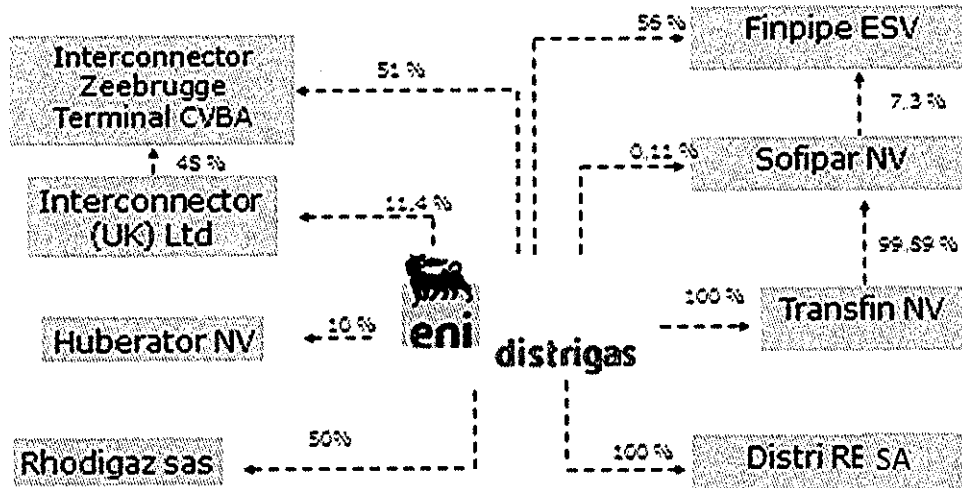 56 %
Finpipe ESV
Interconnector
Zeebrugge
Terminal CVBA
51 %
7,3 %
48 %
0,11 %
Sofipar NV
Interconnector
(UK) Ltd
11,4 %
99,89 %
100 %
Transfin NV
Huberator NV
10 %
eni
distrigas
50%
Rhodigaz sas
100 %
Distri RE SA